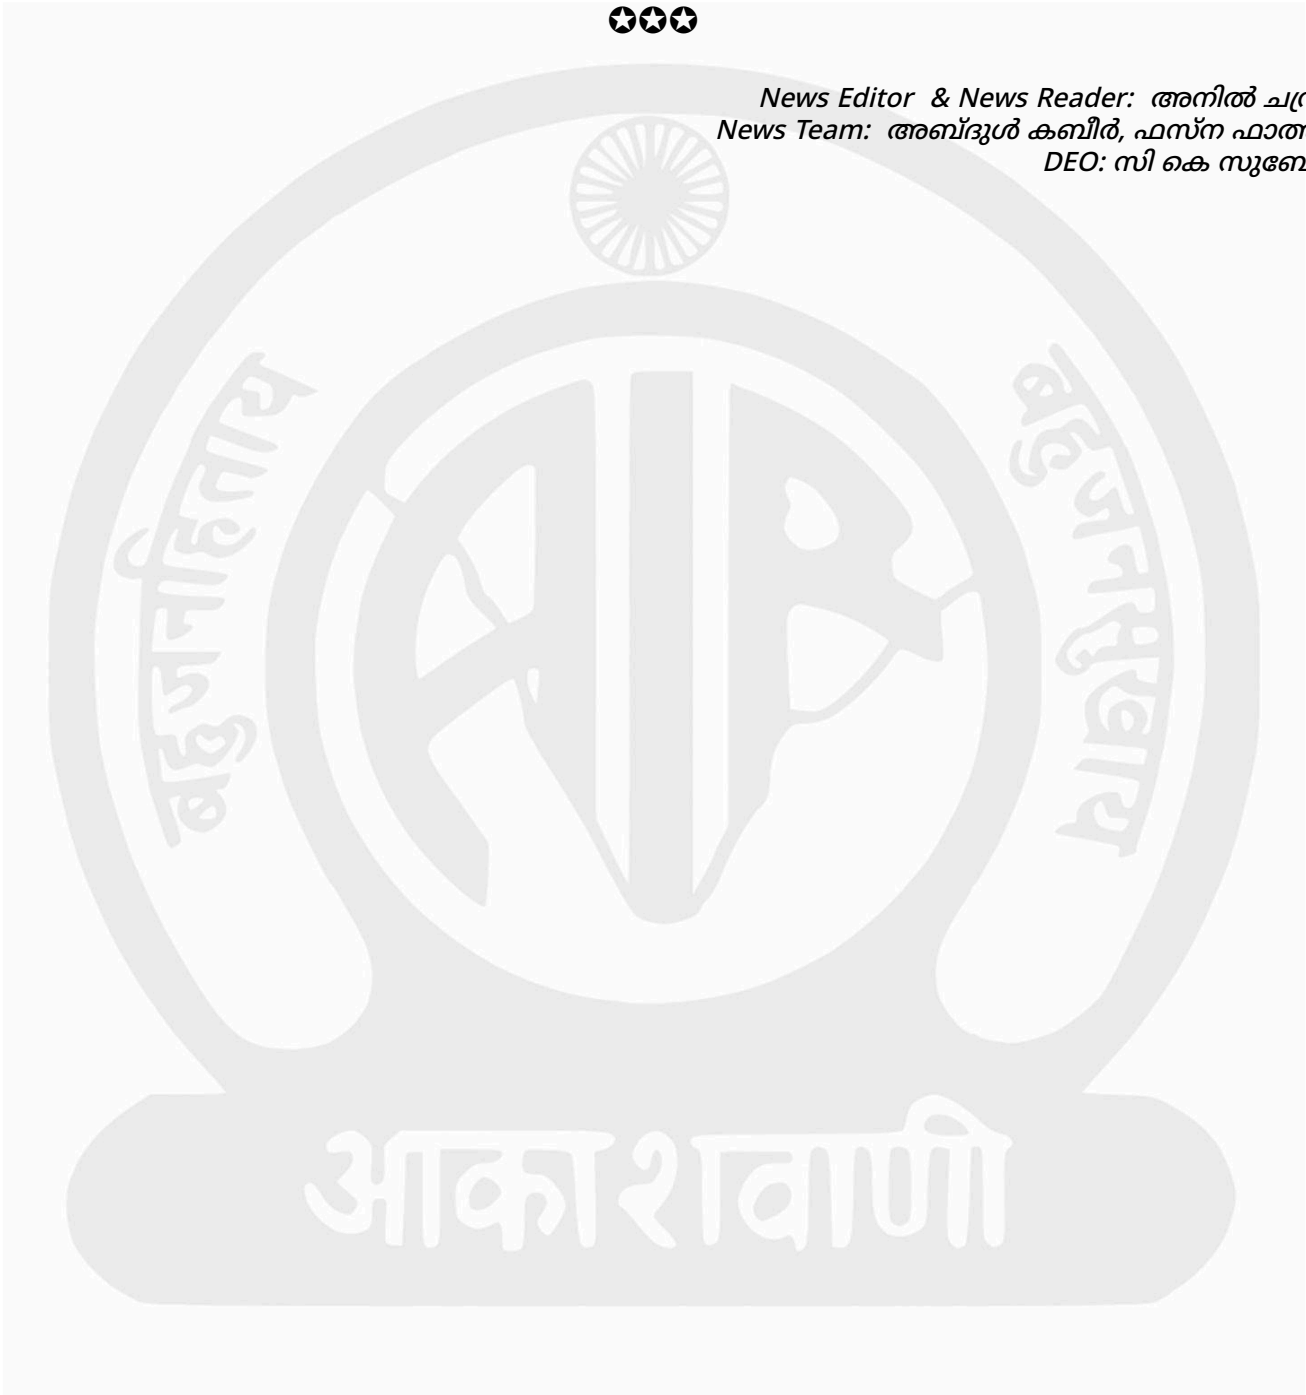 ✪✪✪
News Editor & News Reader: അനിൽ
News Team: അബ്ദുൾ കബീർ, ഫസ്ന
DEO: സി കെ
बहुजनहिताय
बहुजनसुखाय
आकाशवाणी